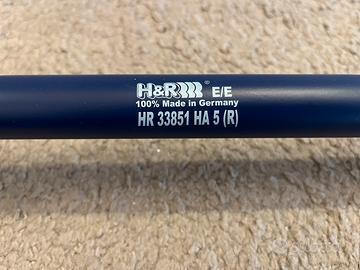 H&R® E/E
100% Made in Germany
HR 33851 HA 5 (R)